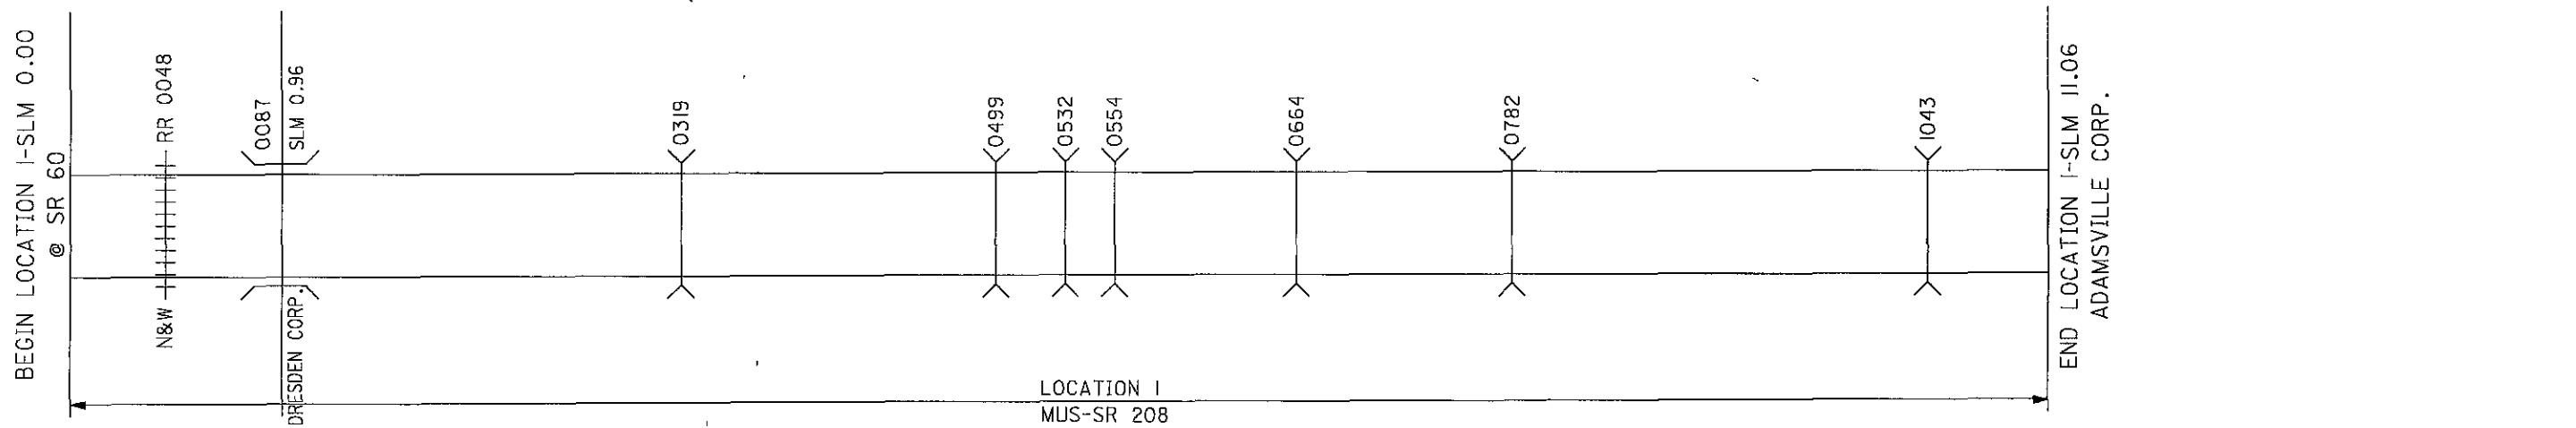 BEGIN LOCATION I-SLM 0.00
@ SR 60
N&W
RR 0048
0087
SLM 0.96
DRESDEN CORP.
0319
0499
0532
0554
0664
0782
1043
END LOCATION I-SLM 11.06
ADAMSVILLE CORP.
LOCATION I
MUS-SR 208